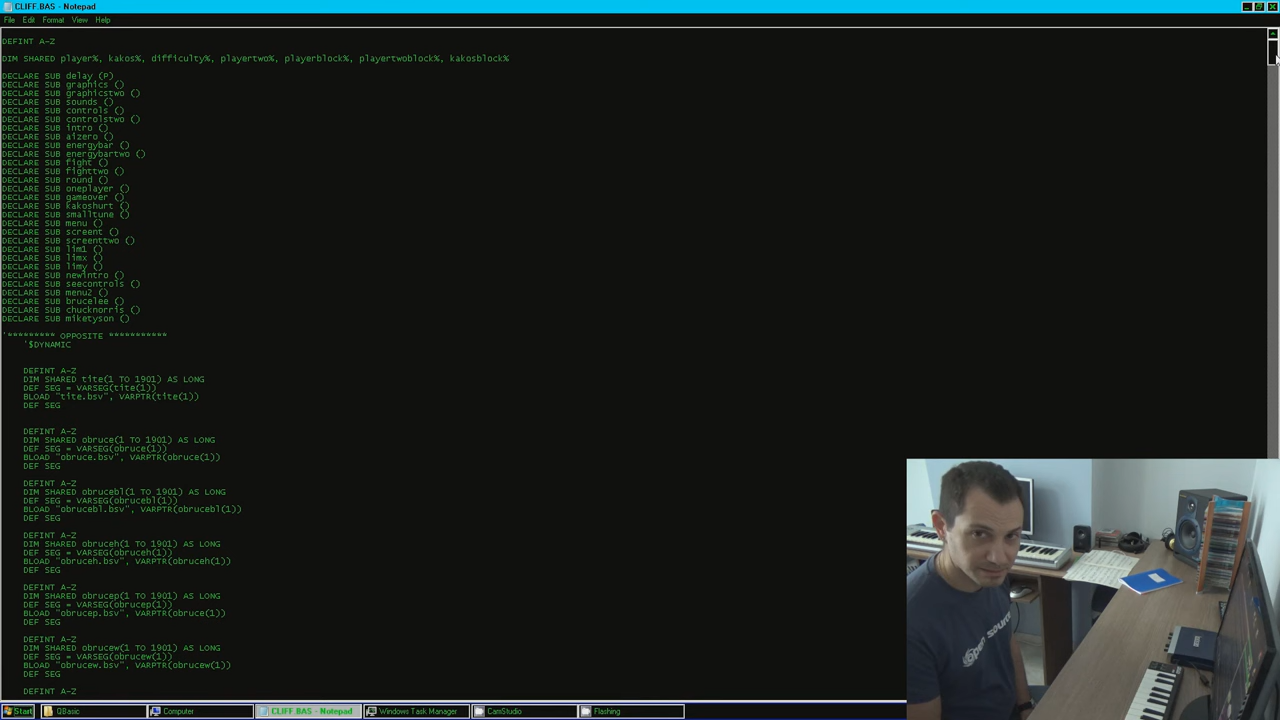 CLIFF.BAS - Notepad
File Edit Format View Help
DEFINT A-Z
DIM SHARED player%, kakos%, difficulty%, playertwo%, playerblock%, playertwoblock%, kakosblock%
DECLARE SUB delay (P)
DECLARE SUB graphics ()
DECLARE SUB graphicstwo ()
DECLARE SUB sounds ()
DECLARE SUB controls ()
DECLARE SUB controlstwo ()
DECLARE SUB intro ()
DECLARE SUB aizero ()
DECLARE SUB energybar ()
DECLARE SUB energybartwo ()
DECLARE SUB fight ()
DECLARE SUB fighttwo ()
DECLARE SUB round ()
DECLARE SUB oneplayer ()
DECLARE SUB gameover ()
DECLARE SUB kakoshurt ()
DECLARE SUB smalltune ()
DECLARE SUB menu ()
DECLARE SUB screent ()
DECLARE SUB screenttwo ()
DECLARE SUB lim1 ()
DECLARE SUB limx ()
DECLARE SUB limy ()
DECLARE SUB newintro ()
DECLARE SUB seecontrols ()
DECLARE SUB menu2 ()
DECLARE SUB brucelee ()
DECLARE SUB chucknorris ()
DECLARE SUB miketyson ()
'********* OPPOSITE ***********
'$DYNAMIC
DEFINT A-Z
DIM SHARED tite(1 TO 1901) AS LONG
DEF SEG = VARSEG(tite(1))
BLOAD "tite.bsv", VARPTR(tite(1))
DEF SEG
DEFINT A-Z
DIM SHARED obruce(1 TO 1901) AS LONG
DEF SEG = VARSEG(obruce(1))
BLOAD "obruce.bsv", VARPTR(obruce(1))
DEF SEG
DEFINT A-Z
DIM SHARED obrucebl(1 TO 1901) AS LONG
DEF SEG = VARSEG(obrucebl(1))
BLOAD "obrucebl.bsv", VARPTR(obrucebl(1))
DEF SEG
DEFINT A-Z
DIM SHARED obruceh(1 TO 1901) AS LONG
DEF SEG = VARSEG(obruceh(1))
BLOAD "obruceh.bsv", VARPTR(obruceh(1))
DEF SEG
DEFINT A-Z
DIM SHARED obrucep(1 TO 1901) AS LONG
DEF SEG = VARSEG(obrucep(1))
BLOAD "obrucep.bsv", VARPTR(obruce(1))
DEF SEG
DEFINT A-Z
DIM SHARED obrucew(1 TO 1901) AS LONG
DEF SEG = VARSEG(obrucew(1))
BLOAD "obrucew.bsv", VARPTR(obrucew(1))
DEF SEG
DEFINT A-Z
open source
Start QBasic Computer CLIFF.BAS - Notepad Windows Task Manager CamStudio Flashing